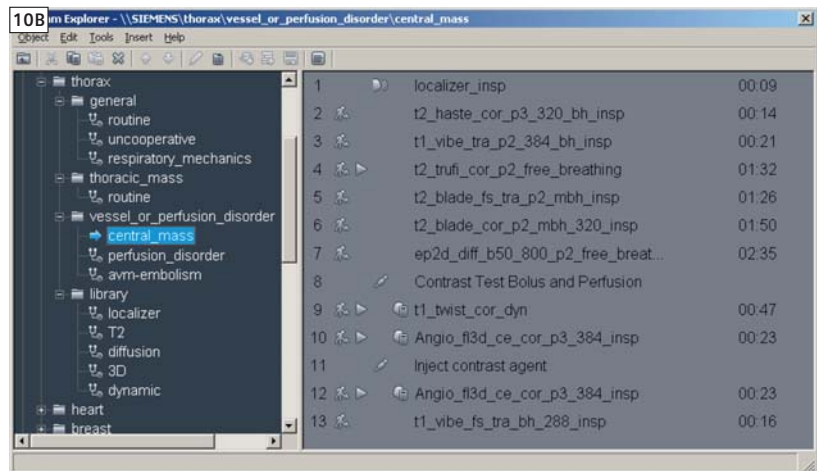 10B
m Explorer - \\SIEMENS\thorax\vessel_or_perfusion_disorder\central_mass
Object Edit Tools Insert Help
thorax
general
routine
uncooperative
respiratory_mechanics
thoracic_mass
routine
vessel_or_perfusion_disorder
central_mass
perfusion_disorder
avm-embolism
library
localizer
T2
diffusion
3D
dynamic
heart
breast
1 localizer_insp 00:09
2 t2_haste_cor_p3_320_bh_insp 00:14
3 t1_vibe_tra_p2_384_bh_insp 00:21
4 t2_trufi_cor_p2_free_breathing 01:32
5 t2_blade_fs_tra_p2_mbh_insp 01:26
6 t2_blade_cor_p2_mbh_320_insp 01:50
7 ep2d_diff_b50_800_p2_free_breat... 02:35
8 Contrast Test Bolus and Perfusion
9 t1_twist_cor_dyn 00:47
10 Angio_fl3d_ce_cor_p3_384_insp 00:23
11 Inject contrast agent
12 Angio_fl3d_ce_cor_p3_384_insp 00:23
13 t1_vibe_fs_tra_bh_288_insp 00:16